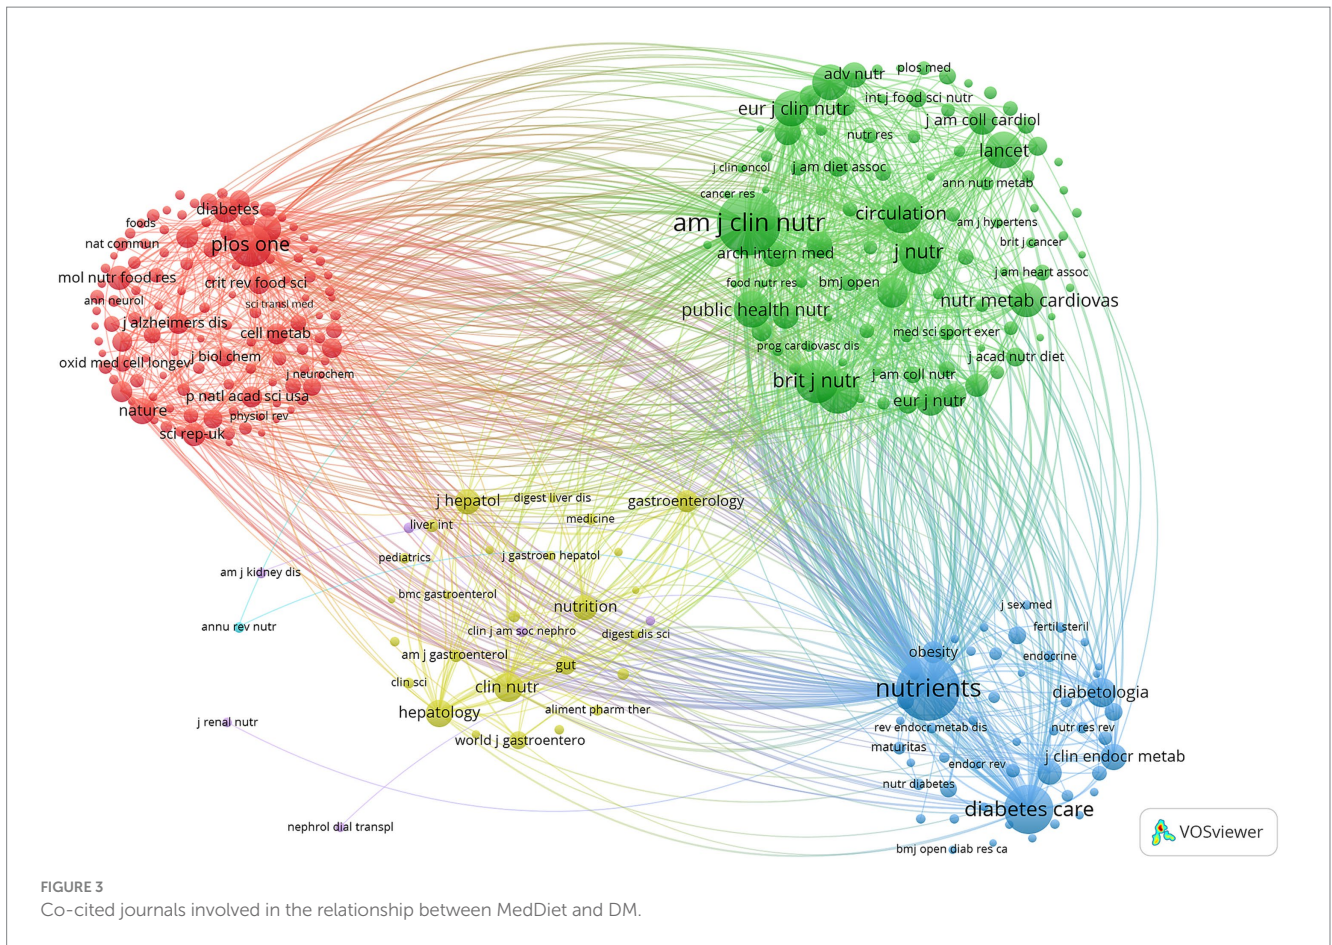 adv nutr
plos med
eur j clin nutr
int j food sci nutr
j am coll cardiol
nutr res
lancet
j clin oncol
j am diet assoc
ann nutr metab
cancer res
diabetes
foods
am j clin nutr
circulation
am j hypertens
nat commun
plos one
arch intern med
j nutr
brit j cancer
mol nutr food res
crit rev food sci
food nutr res
bmj open
j am heart assoc
ann neurol
sci transl med
public health nutr
nutr metab cardiovas
j alzheimers dis
cell metab
med sci sport exer
prog cardiovasc dis
oxid med cell longev
j biol chem
j acad nutr diet
j neurochem
brit j nutr
j am coll nutr
p natl acad sci usa
eur j nutr
nature
physiol rev
sci rep-uk
j hepatol
digest liver dis
gastroenterology
liver int
medicine
pediatrics
j gastroen hepatol
am j kidney dis
bmc gastroenterol
nutrition
j sex med
annu rev nutr
clin j am soc nephro
digest dis sci
fertil steril
am j gastroenterol
gut
obesity
endocrine
clin sci
clin nutr
nutrients
diabetologia
hepatology
aliment pharm ther
j renal nutr
rev endocr metab dis
nutr res rev
world j gastroentero
maturitas
endocr rev
j clin endocr metab
nutr diabetes
diabetes care
nephrol dial transpl
bmj open diab res ca
VOSviewer
FIGURE 3
Co-cited journals involved in the relationship between MedDiet and DM.